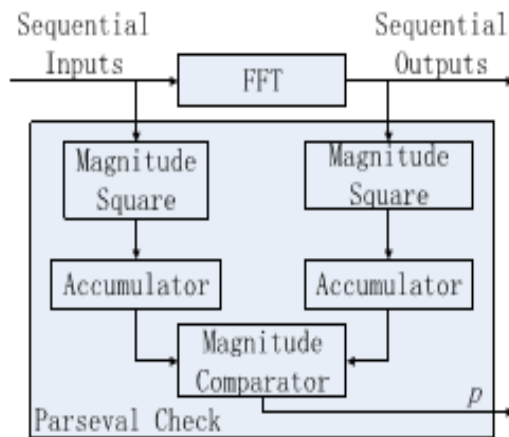 Sequential
Inputs
FFT
Sequential
Outputs
Magnitude
Square
Magnitude
Square
Accumulator
Accumulator
Magnitude
Comparator
p
Parseval Check